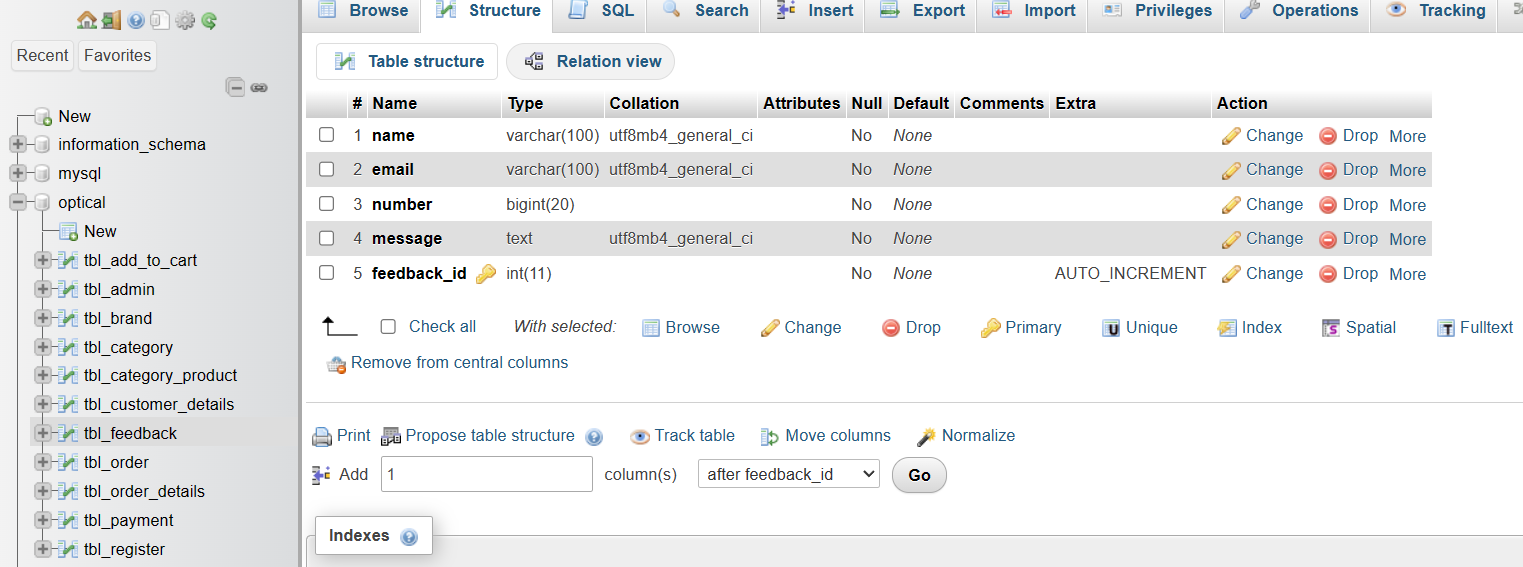 Browse Structure SQL Search Insert Export Import Privileges Operations Tracking
Recent Favorites
Table structure Relation view
# Name Type Collation Attributes Null Default Comments Extra Action
1 name varchar(100) utf8mb4_general_ci No None Change Drop More
2 email varchar(100) utf8mb4_general_ci No None Change Drop More
3 number bigint(20) No None Change Drop More
4 message text utf8mb4_general_ci No None Change Drop More
5 feedback_id int(11) No None AUTO_INCREMENT Change Drop More
Check all With selected: Browse Change Drop Primary Unique Index Spatial Fulltext
Remove from central columns
Print Propose table structure Track table Move columns Normalize
Add 1 column(s) after feedback_id Go
Indexes
New
information_schema
mysql
optical
New
tbl_add_to_cart
tbl_admin
tbl_brand
tbl_category
tbl_category_product
tbl_customer_details
tbl_feedback
tbl_order
tbl_order_details
tbl_payment
tbl_register